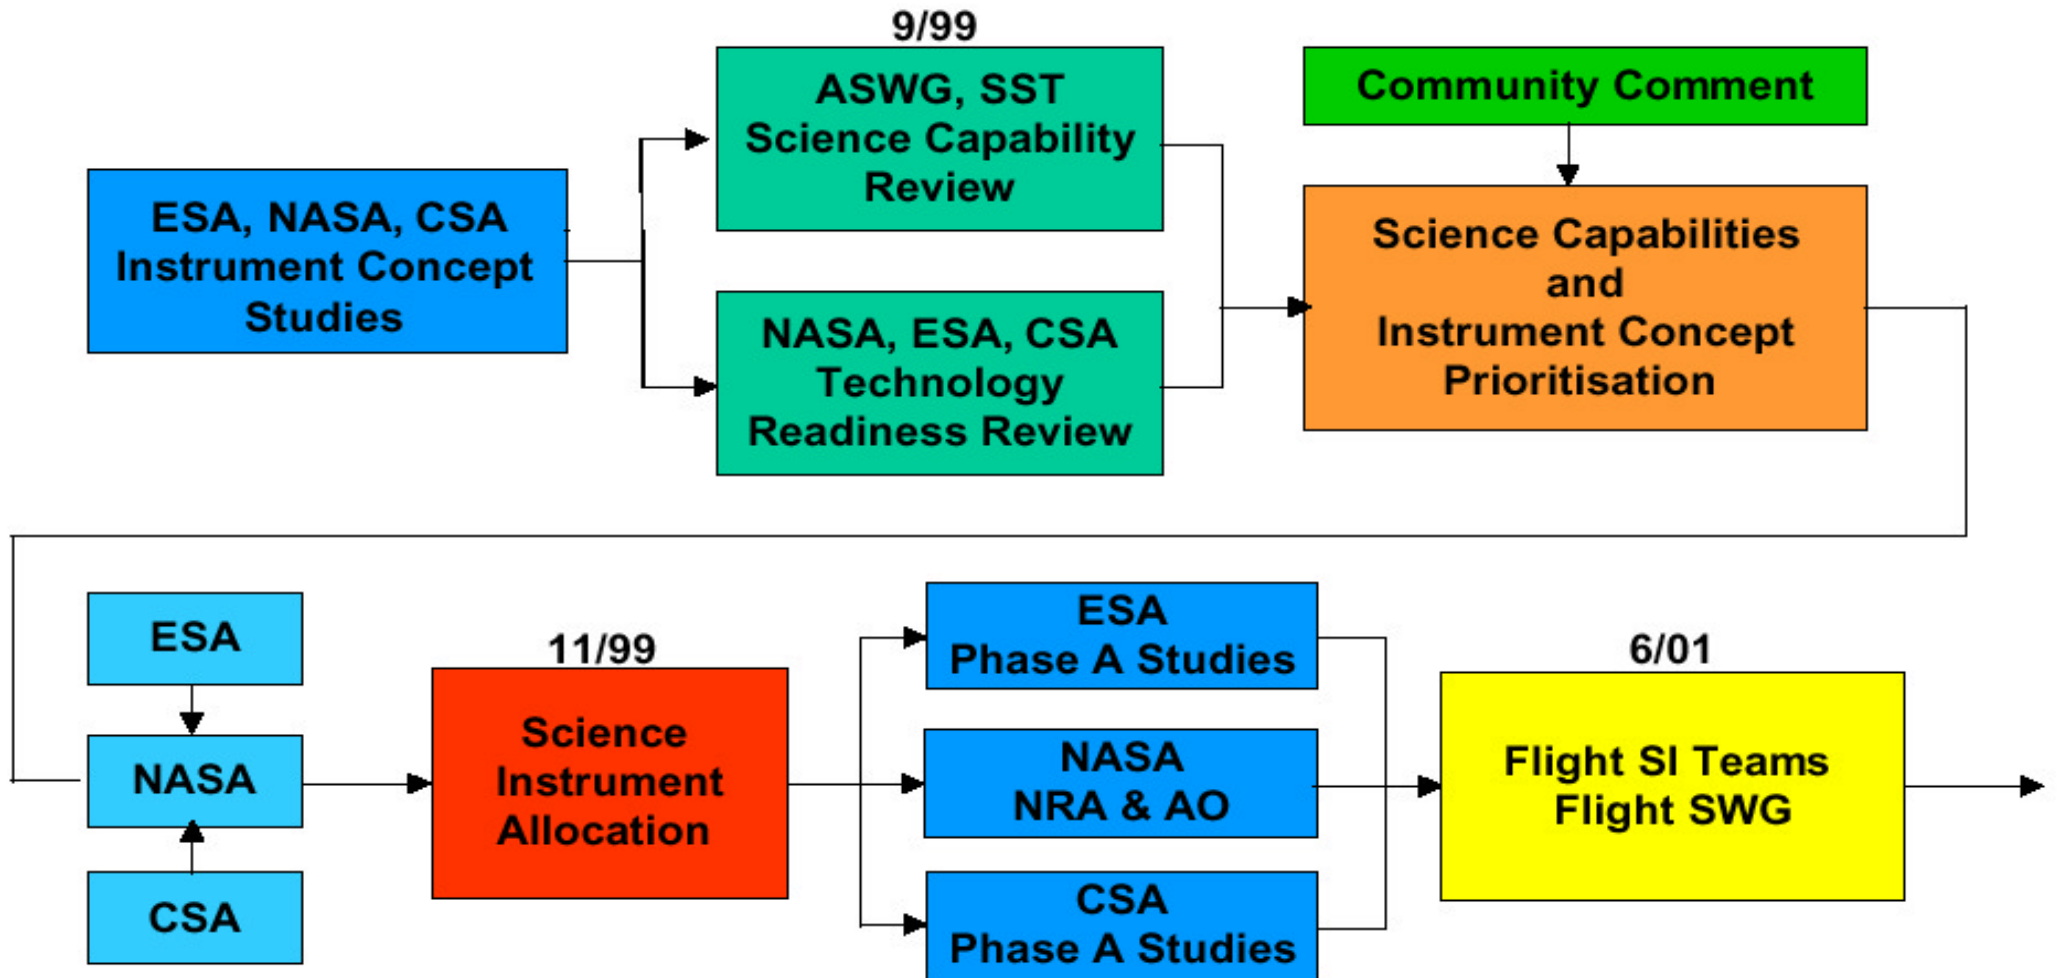 9/99
ESA, NASA, CSA
Instrument Concept
Studies
ASWG, SST
Science Capability
Review
NASA, ESA, CSA
Technology
Readiness Review
Community Comment
Science Capabilities
and
Instrument Concept
Prioritisation
ESA
NASA
CSA
11/99
Science
Instrument
Allocation
ESA
Phase A Studies
NASA
NRA & AO
CSA
Phase A Studies
6/01
Flight SI Teams
Flight SWG